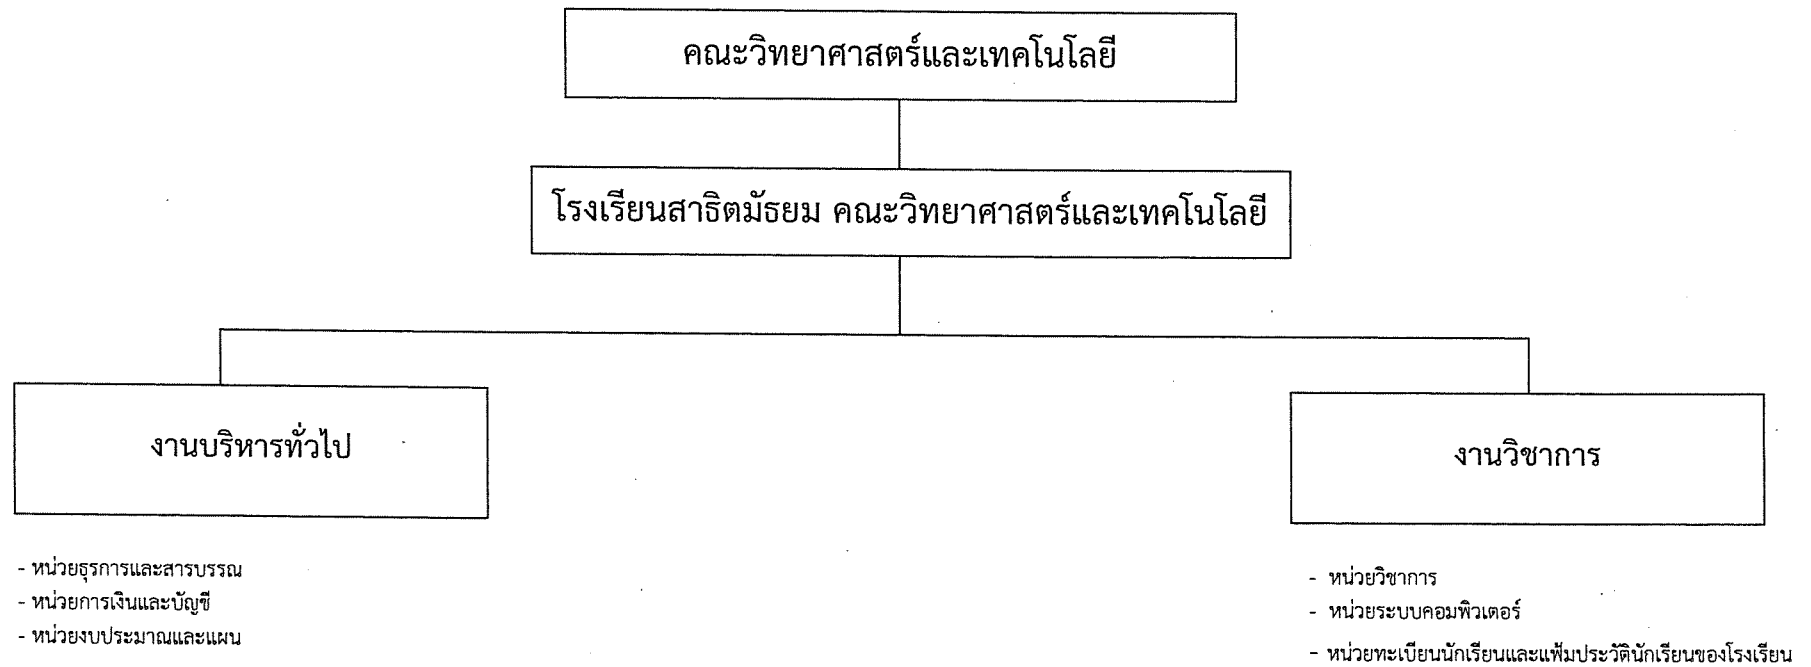 คณะวิทยาศาสตร์และเทคโนโลยี
โรงเรียนสาธิตมัธยม คณะวิทยาศาสตร์และเทคโนโลยี
งานบริหารทั่วไป
- หน่วยธุรการและสารบรรณ
- หน่วยการเงินและบัญชี
- หน่วยงบประมาณและแผน
งานวิชาการ
- หน่วยวิชาการ
- หน่วยระบบคอมพิวเตอร์
- หน่วยทะเบียนนักเรียนและแฟ้มประวัตินักเรียนของโรงเรียน